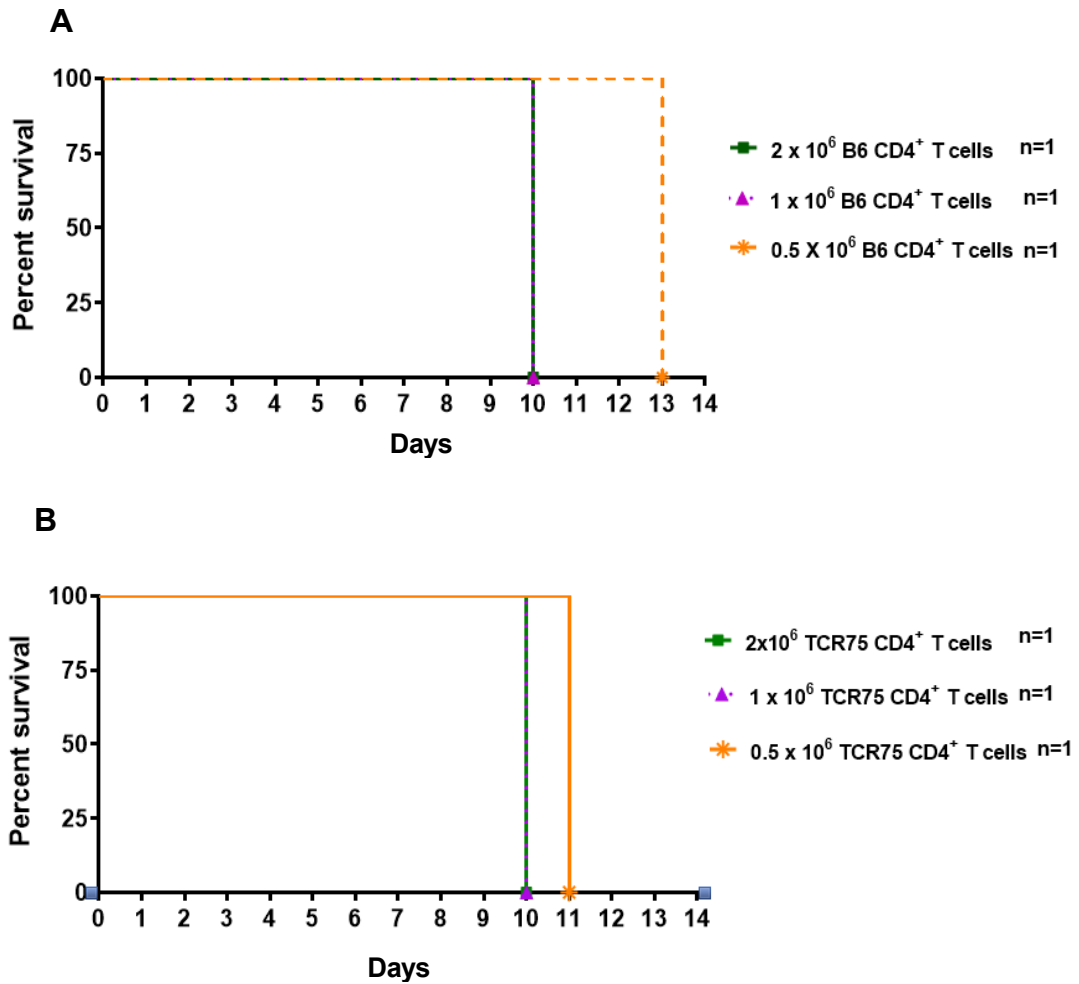 A
Percent survival
100
75
50
25
0
0 1 2 3 4 5 6 7 8 9 10 11 12 13 14
Days
2 x 10⁶ B6 CD4⁺ T cells n=1
1 x 10⁶ B6 CD4⁺ T cells n=1
0.5 X 10⁶ B6 CD4⁺ T cells n=1
B
Percent survival
100
75
50
25
0
0 1 2 3 4 5 6 7 8 9 10 11 12 13 14
Days
2x10⁶ TCR75 CD4⁺ T cells n=1
1 x 10⁶ TCR75 CD4⁺ T cells n=1
0.5 x 10⁶ TCR75 CD4⁺ T cells n=1